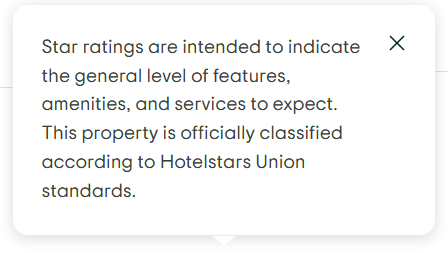 Star ratings are intended to indicate
the general level of features,
amenities, and services to expect.
This property is officially classified
according to Hotelstars Union
standards.